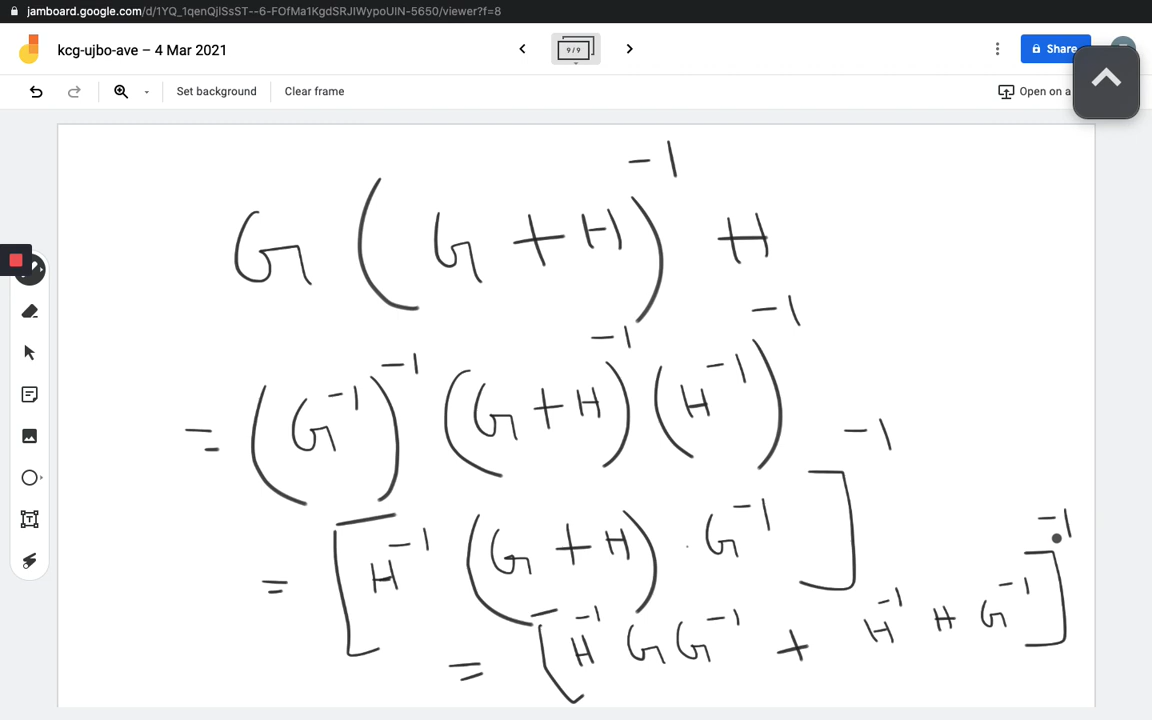 jamboard.google.com/d/1YQ_1qenQjlSsST--6-FOfMa1KgdSRJIWypoUIN-5650/viewer?f=8
kcg-ujbo-ave – 4 Mar 2021
9/9
Share
Set background
Clear frame
Open on a
G (G + H)⁻¹ H
= (G⁻¹)⁻¹ (G + H)⁻¹ (H⁻¹)⁻¹
= [H⁻¹ (G + H) · G⁻¹]⁻¹
= [H⁻¹ G G⁻¹ + H⁻¹ H G⁻¹]⁻¹